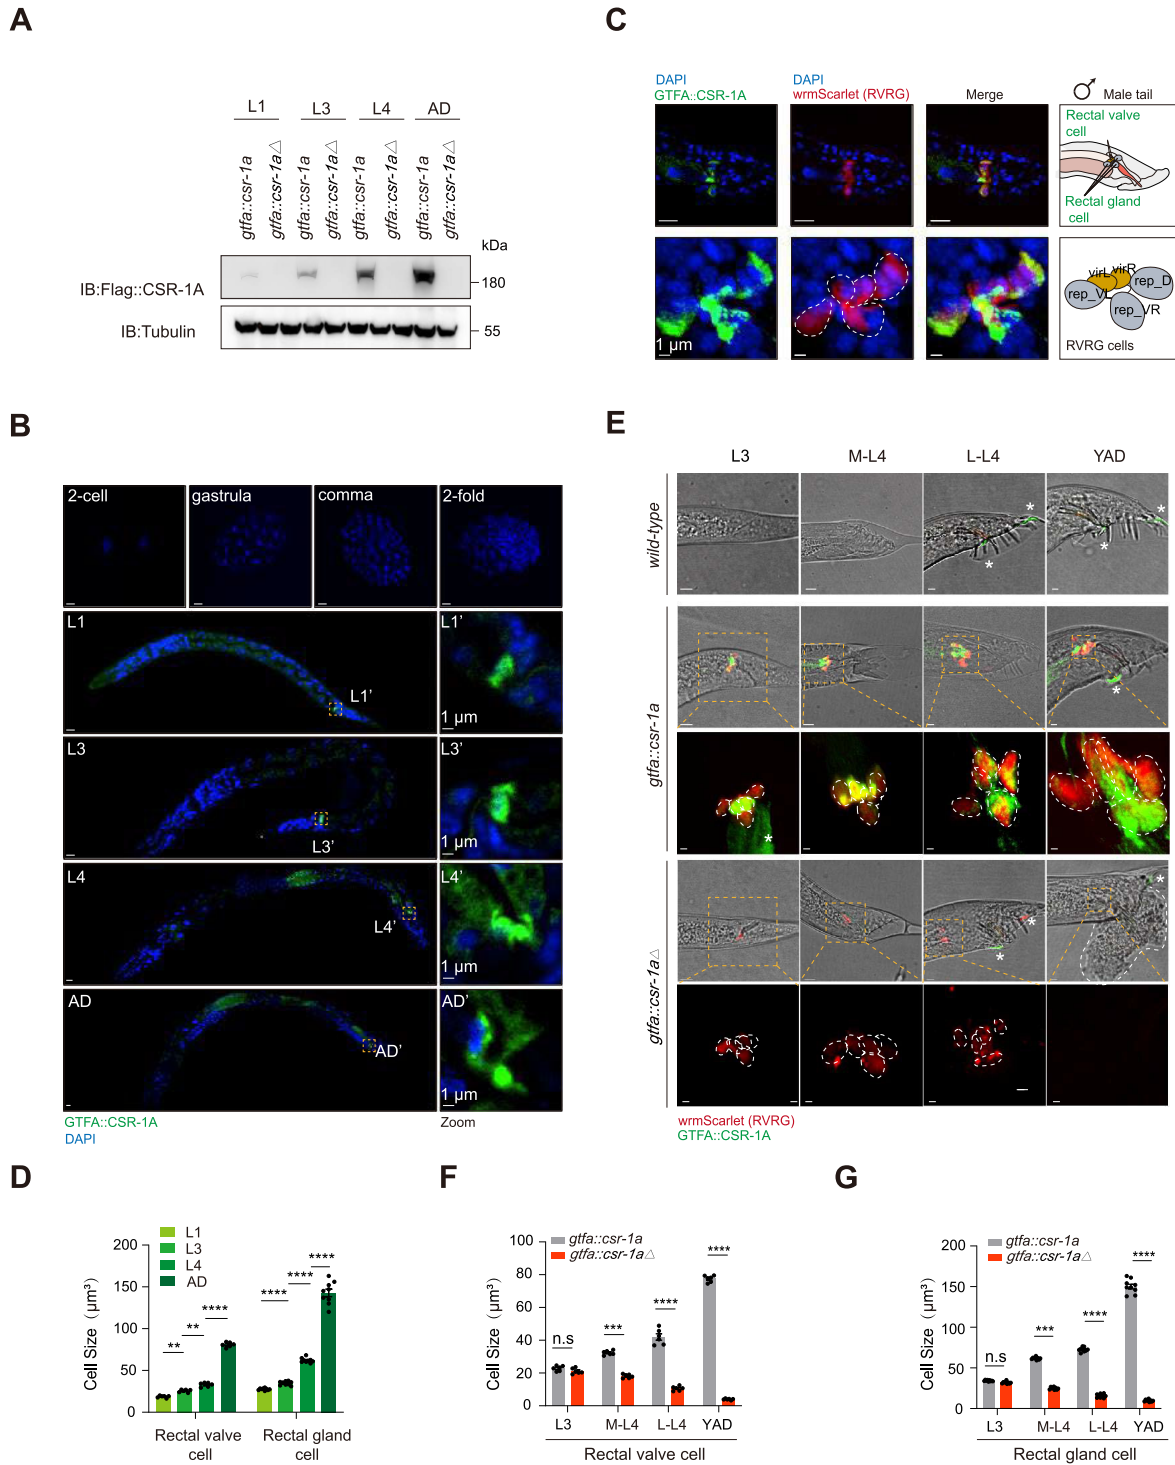 A
L1 L3 L4 AD
gtfa::csr-1a
gtfa::csr-1a△
gtfa::csr-1a
gtfa::csr-1a△
gtfa::csr-1a
gtfa::csr-1a△
gtfa::csr-1a
gtfa::csr-1a△
kDa
IB:Flag::CSR-1A
180
IB:Tubulin
55
C
DAPI
GTFA::CSR-1A
DAPI
wrmScarlet (RVRG)
Merge
♂ Male tail
Rectal valve
cell
Rectal gland
cell
1 μm
virL virR
rep_D
rep_VL
rep_VR
RVRG cells
B
2-cell gastrula comma 2-fold
L1 L1'
L1'
1 μm
L3 L3'
L3'
1 μm
L4 L4'
L4'
1 μm
AD AD'
AD'
1 μm
GTFA::CSR-1A
DAPI
Zoom
E
L3 M-L4 L-L4 YAD
wild-type
* * * *
gtfa::csr-1a
*
*
gtfa::csr-1a△
* * *
wrmScarlet (RVRG)
GTFA::CSR-1A
D
L1
L3
L4
AD
Cell Size (μm³)
200
150
100
50
0
** ** ****
**** **** ****
Rectal valve
cell
Rectal gland
cell
F
gtfa::csr-1a
gtfa::csr-1a△
Cell Size (μm³)
100
80
60
40
20
0
n.s *** **** ****
L3 M-L4 L-L4 YAD
Rectal valve cell
G
gtfa::csr-1a
gtfa::csr-1a△
Cell Size (μm³)
200
150
100
50
0
n.s *** **** ****
L3 M-L4 L-L4 YAD
Rectal gland cell